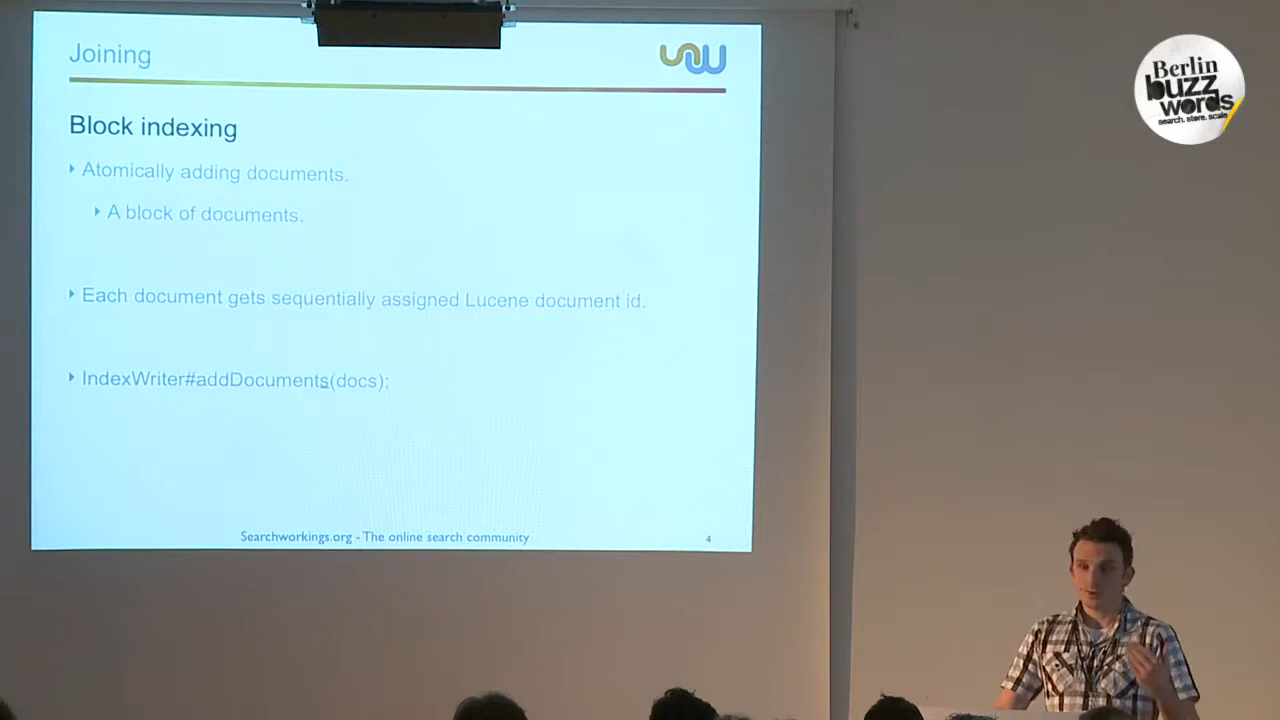 Joining
Block indexing
Atomically adding documents.
A block of documents.
Each document gets sequentially assigned Lucene document id.
IndexWriter#addDocuments(docs);
Searchworkings.org - The online search community
4
Berlin
buzz
words
search. store. scale